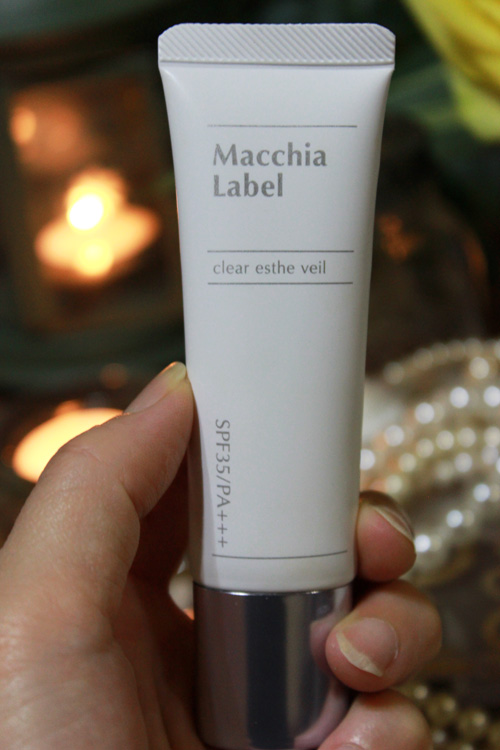 Macchia
Label
clear esthe veil
SPF35/PA+++